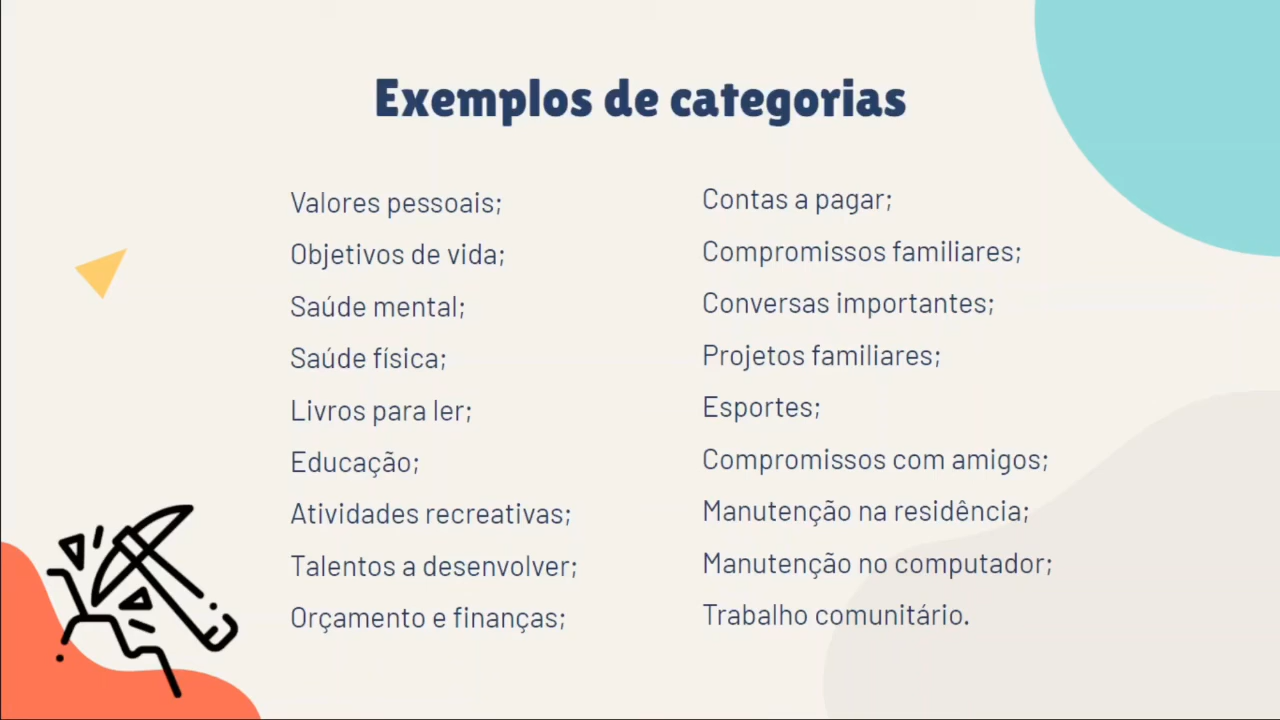 Exemplos de categorias
Valores pessoais;
Objetivos de vida;
Saúde mental;
Saúde física;
Livros para ler;
Educação;
Atividades recreativas;
Talentos a desenvolver;
Orçamento e finanças;
Contas a pagar;
Compromissos familiares;
Conversas importantes;
Projetos familiares;
Esportes;
Compromissos com amigos;
Manutenção na residência;
Manutenção no computador;
Trabalho comunitário.